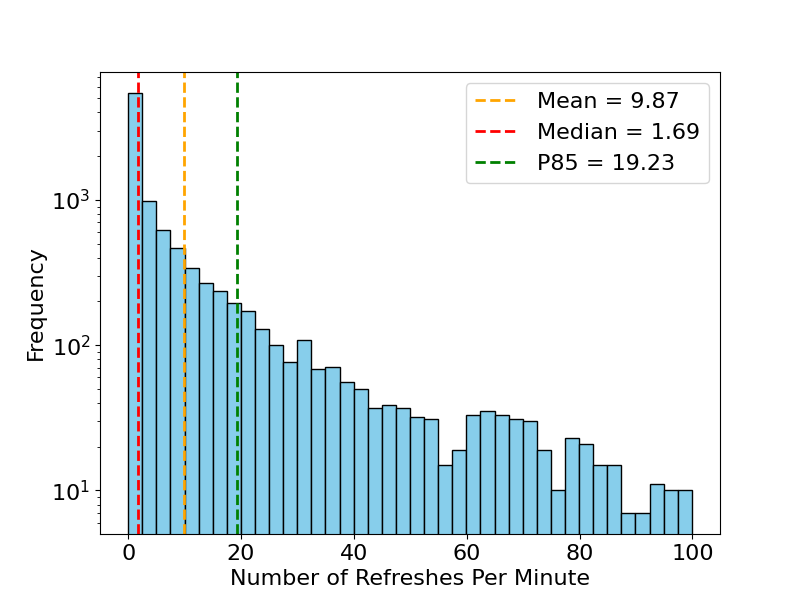 Mean = 9.87
Median = 1.69
P85 = 19.23
Frequency
10³
10²
10¹
0 20 40 60 80 100
Number of Refreshes Per Minute